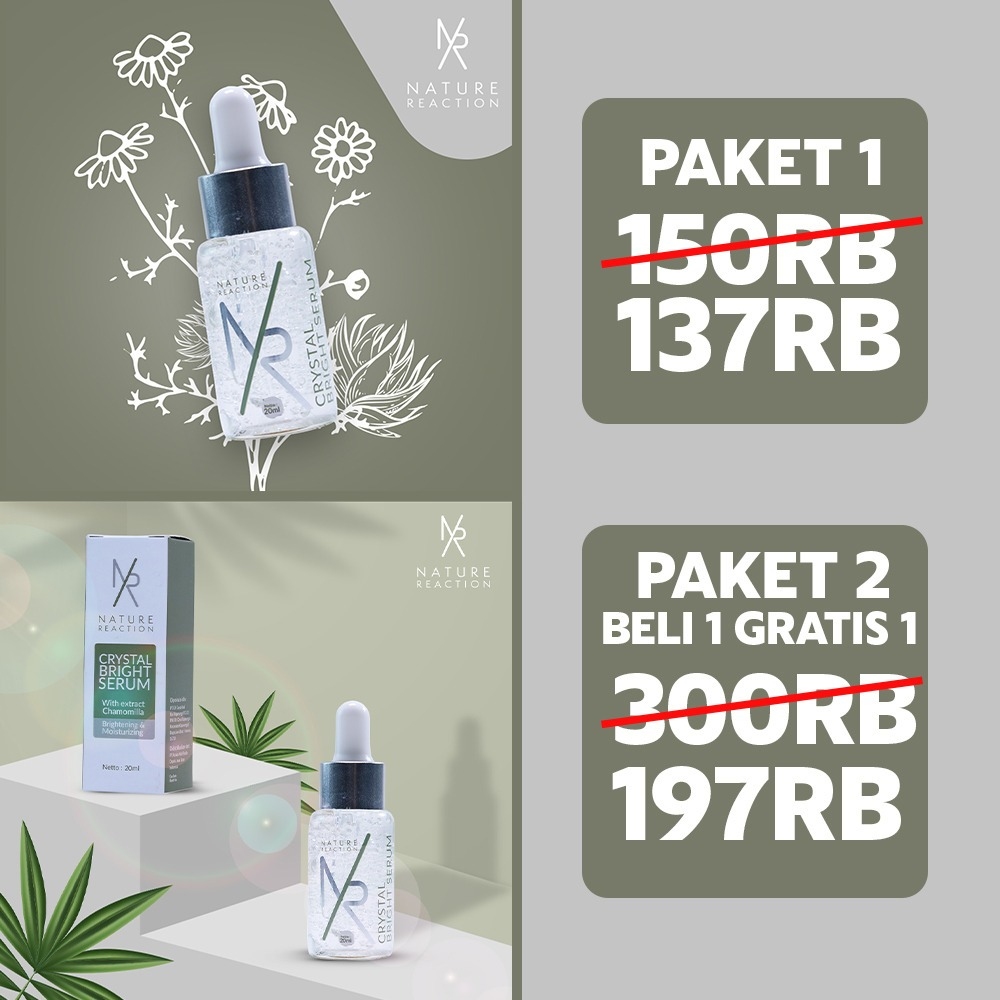 NATURE
REACTION
NATURE
REACTION
CRYSTAL
BRIGHT SERUM
20ml
PAKET 1
150RB
137RB
NATURE
REACTION
NATURE
REACTION
CRYSTAL
BRIGHT
SERUM
With extract
Chamomilla
Brightening &
Moisturizing
Netto : 20ml
NATURE
REACTION
CRYSTAL
BRIGHT SERUM
20ml
PAKET 2
BELI 1 GRATIS 1
300RB
197RB